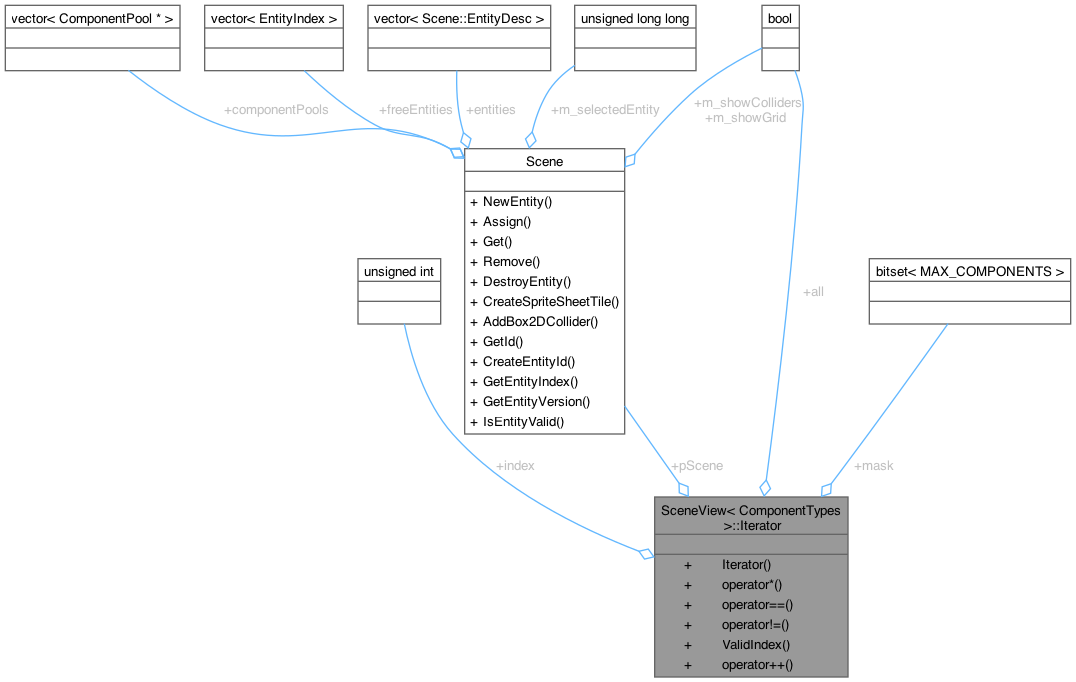 vector< ComponentPool * >
vector< EntityIndex >
vector< Scene::EntityDesc >
unsigned long long
bool
+componentPools
+freeEntities
+entities
+m_selectedEntity
+m_showColliders
+m_showGrid
Scene
+ NewEntity()
+ Assign()
+ Get()
+ Remove()
+ DestroyEntity()
+ CreateSpriteSheetTile()
+ AddBox2DCollider()
+ GetId()
+ CreateEntityId()
+ GetEntityIndex()
+ GetEntityVersion()
+ IsEntityValid()
unsigned int
bitset< MAX_COMPONENTS >
+all
+index
+pScene
+mask
SceneView< ComponentTypes
>::Iterator
+ Iterator()
+ operator*()
+ operator==()
+ operator!=()
+ ValidIndex()
+ operator++()